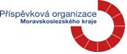 Příspěvková organizace
Moravskoslezského kraje